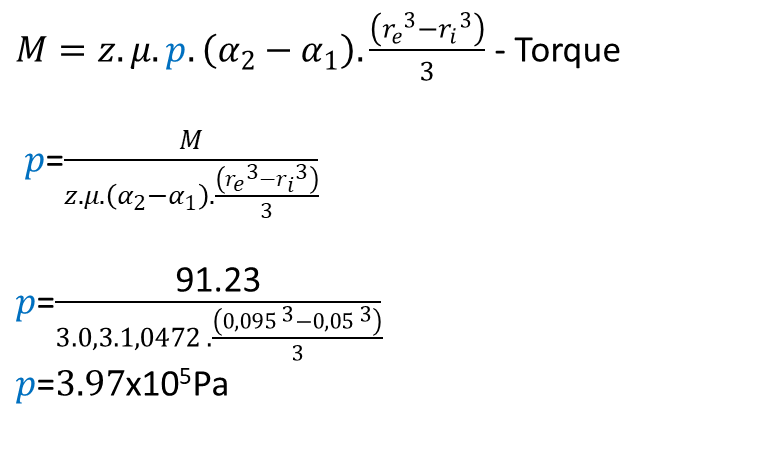 M = z. μ. p. (α₂ − α₁). (rₑ³−rᵢ³)/3 - Torque
p= M / z.μ.(α₂−α₁).(rₑ³−rᵢ³)/3
p= 91.23 / 3.0,3.1,0472 .(0,095 ³−0,05 ³)/3
p=3.97x10⁵Pa